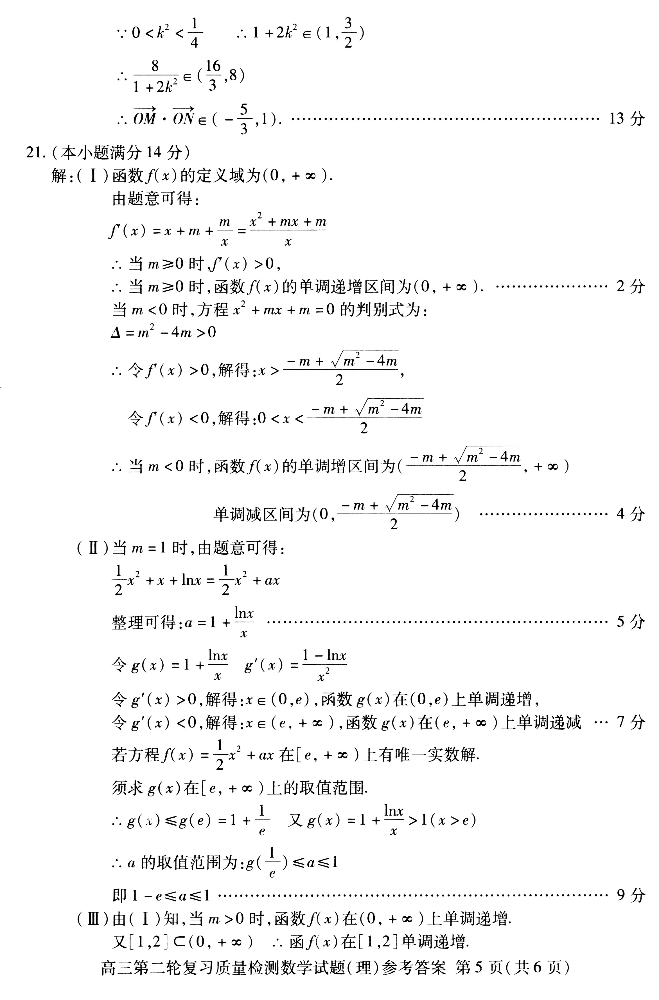 ∵ 0 < k² < 1/4  ∴ 1 + 2k² ∈ (1, 3/2)
∴ 8/(1 + 2k²) ∈ (16/3, 8)
∴ \overrightarrow{OM} · \overrightarrow{ON} ∈ ( - 5/3, 1). …………………………………………………… 13 分
21. (本小题满分 14 分)
解:(Ⅰ)函数 f(x)的定义域为(0, + ∞ ).
由题意可得:
f′(x) = x + m + m/x = (x² + mx + m)/x
∴ 当 m ≥ 0 时, f′(x) > 0,
∴ 当 m ≥ 0 时,函数 f(x)的单调递增区间为(0, + ∞ ). ………………… 2 分
当 m < 0 时,方程 x² + mx + m = 0 的判别式为:
Δ = m² - 4m > 0
∴ 令 f′(x) > 0,解得:x > (-m + √(m² - 4m))/2,
令 f′(x) < 0,解得:0 < x < (-m + √(m² - 4m))/2
∴ 当 m < 0 时,函数 f(x)的单调增区间为((-m + √(m² - 4m))/2, + ∞ )
单调减区间为(0, (-m + √(m² - 4m))/2) …………………… 4 分
(Ⅱ)当 m = 1 时,由题意可得:
1/2 x² + x + lnx = 1/2 x² + ax
整理可得:a = 1 + lnx/x ………………………………………………………… 5 分
令 g(x) = 1 + lnx/x  g′(x) = (1 - lnx)/x²
令 g′(x) > 0,解得:x ∈ (0,e),函数 g(x)在(0,e)上单调递增,
令 g′(x) < 0,解得:x ∈ (e, + ∞ ),函数 g(x)在(e, + ∞ )上单调递减 … 7 分
若方程 f(x) = 1/2 x² + ax 在[e, + ∞ )上有唯一实数解.
须求 g(x)在[e, + ∞ )上的取值范围.
∴ g(x) ≤ g(e) = 1 + 1/e  又 g(x) = 1 + lnx/x > 1(x > e)
∴ a 的取值范围为:g(1/e) ≤ a ≤ 1
即 1 - e ≤ a ≤ 1 ………………………………………………………………… 9 分
(Ⅲ)由(Ⅰ)知,当 m > 0 时,函数 f(x)在(0, + ∞ )上单调递增.
又[1,2] ⊂ (0, + ∞ )  ∴ 函 f(x)在[1,2]单调递增.
高三第二轮复习质量检测数学试题(理)参考答案 第 5 页(共 6 页)